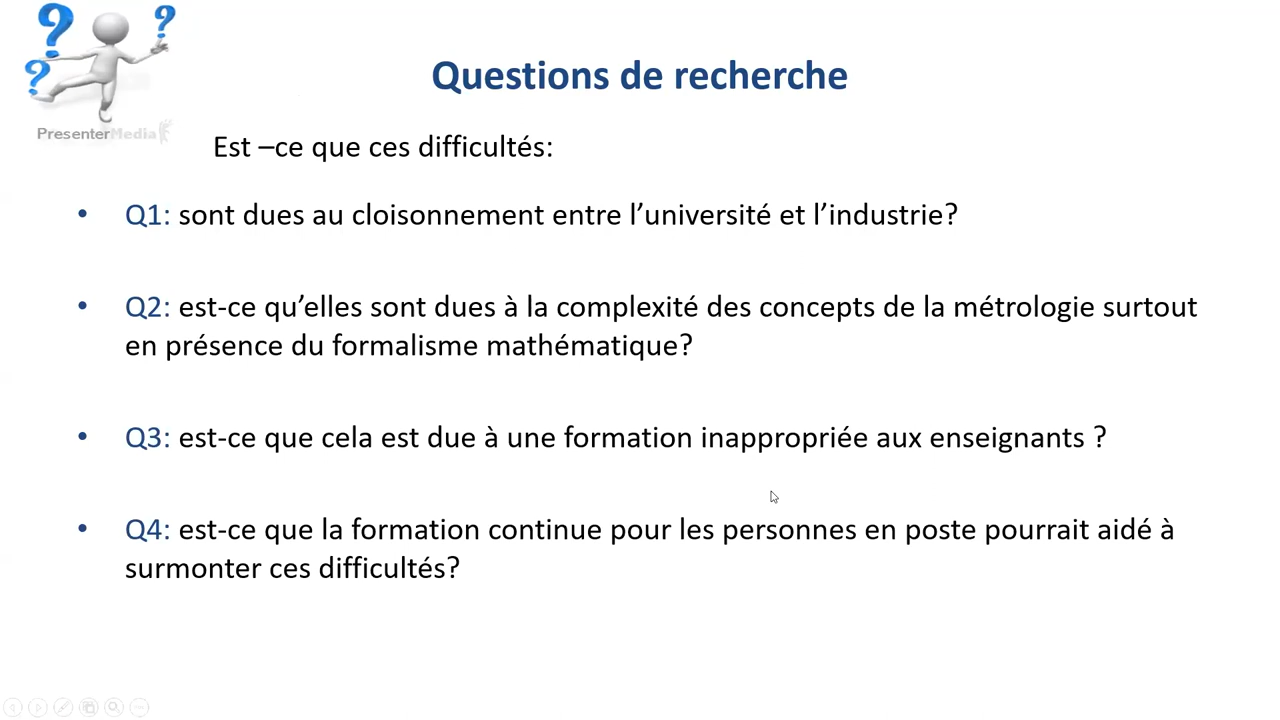 Questions de recherche
PresenterMedia
Est –ce que ces difficultés:
• Q1: sont dues au cloisonnement entre l’université et l’industrie?
• Q2: est-ce qu’elles sont dues à la complexité des concepts de la métrologie surtout
en présence du formalisme mathématique?
• Q3: est-ce que cela est due à une formation inappropriée aux enseignants ?
• Q4: est-ce que la formation continue pour les personnes en poste pourrait aidé à
surmonter ces difficultés?